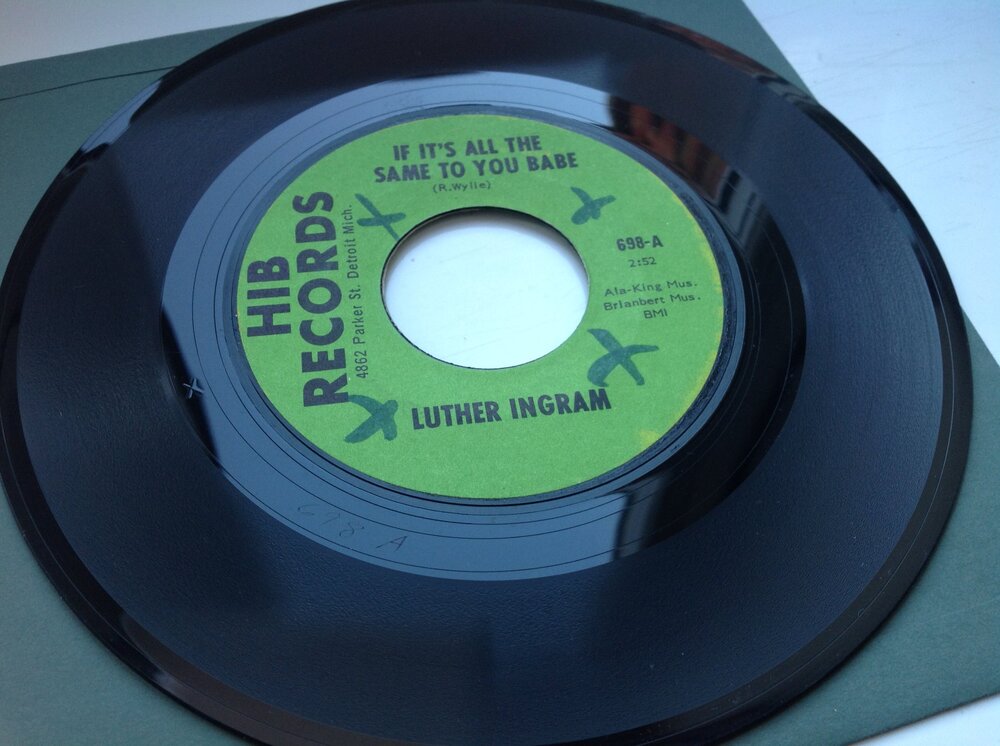 IF IT'S ALL THE
SAME TO YOU BABE
(R.Wylie)
HIB
RECORDS
4862 Parker St. Detroit Mich.
698-A
2:52
Ala-King Mus.
Brianbert Mus.
BMI
LUTHER INGRAM
698 A